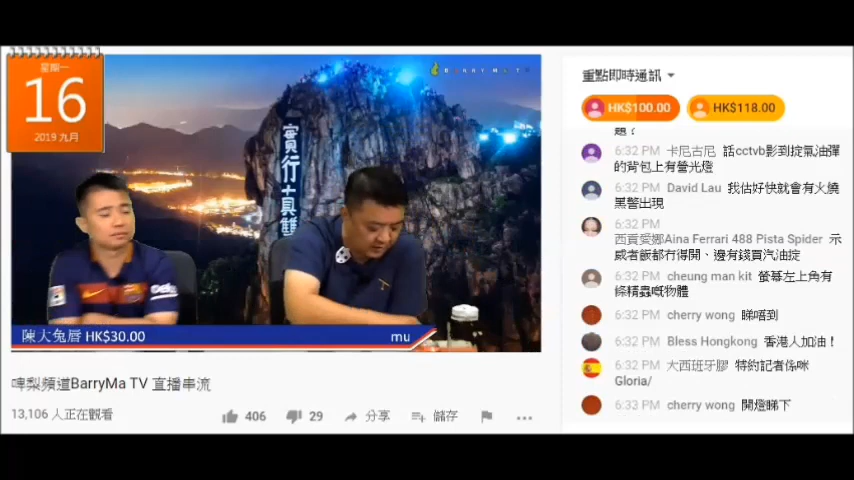 星期一
16
2019 九月
BARRY MA TV
實行真雙
陳大兔唇 HK$30.00
mu
啤梨頻道BarryMa TV 直播串流
13,106 人正在觀看
406
29
分享
儲存
重點即時通訊
HK$100.00
HK$118.00
題？
6:32 PM 卡尼古尼 話cctvb影到掟氣油彈
的背包上有螢光燈
6:32 PM David Lau 我估好快就會有火燒
黑警出現
6:32 PM
西貢愛娜Aina Ferrari 488 Pista Spider 示
威者飯都冇得開、邊有錢買汽油掟
6:32 PM cheung man kit 螢幕左上角有
條精蟲嘅物體
6:32 PM cherry wong 睇唔到
6:32 PM Bless Hongkong 香港人加油！
6:32 PM 大西班牙膠 特約記者係咪
Gloria/
6:32 PM cherry wong 開燈睇下